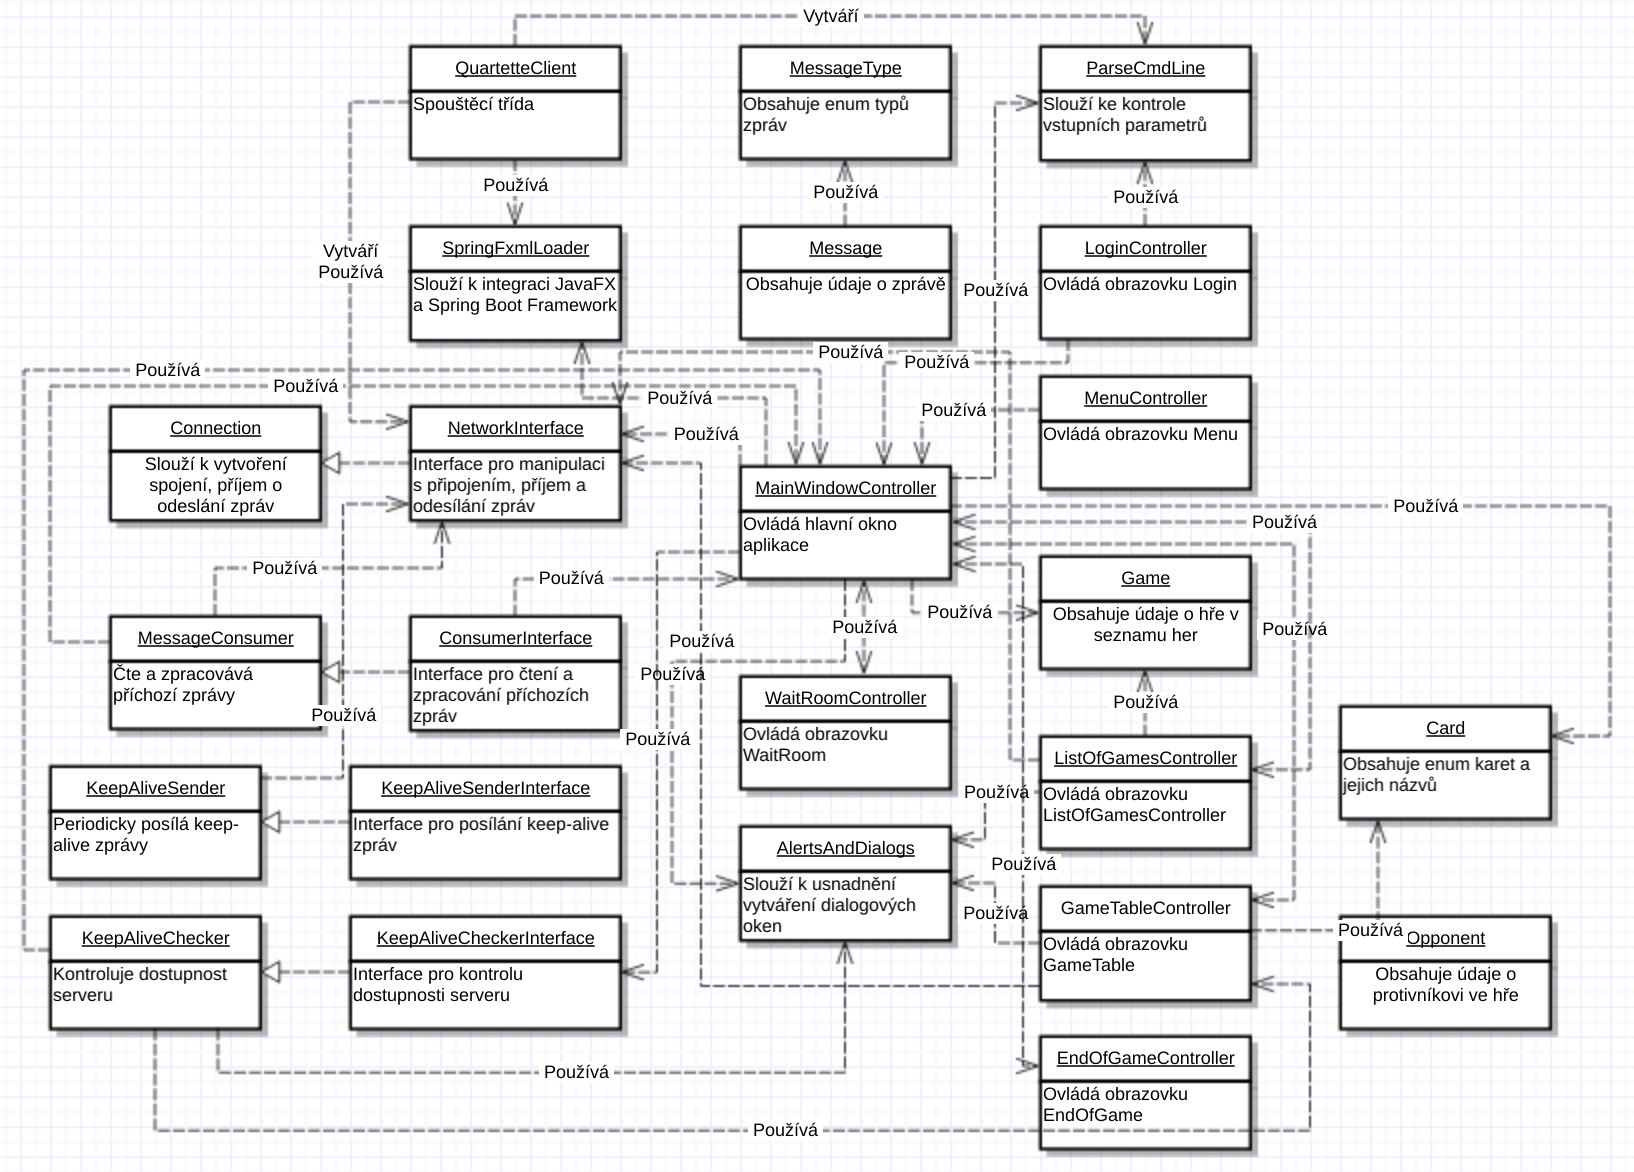 Vytváří
QuartetteClient
Spouštěcí třída
MessageType
Obsahuje enum typů
zpráv
ParseCmdLine
Slouží ke kontrole
vstupních parametrů
Používá
Používá
Používá
Vytváří
Používá
SpringFxmlLoader
Slouží k integraci JavaFX
a Spring Boot Framework
Message
Obsahuje údaje o zprávě
Používá
LoginController
Ovládá obrazovku Login
Používá
Používá
Používá
Používá
Používá
Používá
MenuController
Ovládá obrazovku Menu
Connection
Slouží k vytvoření
spojení, příjem o
odeslání zpráv
NetworkInterface
Interface pro manipulaci
s připojením, příjem a
odesílání zpráv
Používá
MainWindowController
Ovládá hlavní okno
aplikace
Používá
Používá
Používá
Používá
Game
Obsahuje údaje o hře v
seznamu her
Používá
Používá
Používá
Používá
MessageConsumer
Čte a zpracovává
příchozí zprávy
ConsumerInterface
Interface pro čtení a
zpracování příchozích
zpráv
Používá
WaitRoomController
Ovládá obrazovku
WaitRoom
Používá
Používá
Používá
Card
Obsahuje enum karet a
jejich názvů
ListOfGamesController
Ovládá obrazovku
ListOfGamesController
KeepAliveSender
Periodicky posílá keep-
alive zprávy
KeepAliveSenderInterface
Interface pro posílání keep-alive
zpráv
Používá
AlertsAndDialogs
Slouží k usnadnění
vytváření dialogových
oken
Používá
Používá
GameTableController
Ovládá obrazovku
GameTable
Používá
Opponent
Obsahuje údaje o
protivníkovi ve hře
KeepAliveChecker
Kontroluje dostupnost
serveru
KeepAliveCheckerInterface
Interface pro kontrolu
dostupnosti serveru
Používá
EndOfGameController
Ovládá obrazovku
EndOfGame
Používá